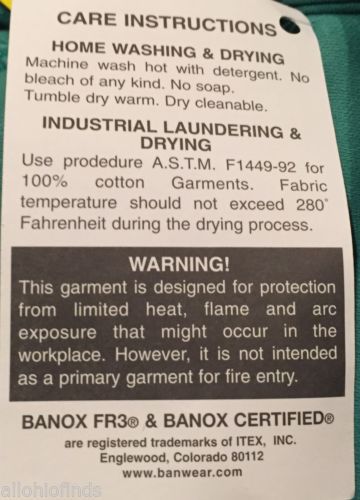 CARE INSTRUCTIONS
HOME WASHING & DRYING
Machine wash hot with detergent. No
bleach of any kind. No soap.
Tumble dry warm. Dry cleanable.
INDUSTRIAL LAUNDERING &
DRYING
Use prodedure A.S.T.M. F1449-92 for
100% cotton Garments. Fabric
temperature should not exceed 280°
Fahrenheit during the drying process.
WARNING!
This garment is designed for protection
from limited heat, flame and arc
exposure that might occur in the
workplace. However, it is not intended
as a primary garment for fire entry.
BANOX FR3® & BANOX CERTIFIED®
are registered trademarks of ITEX, INC.
Englewood, Colorado 80112
www.banwear.com
allohiofinds